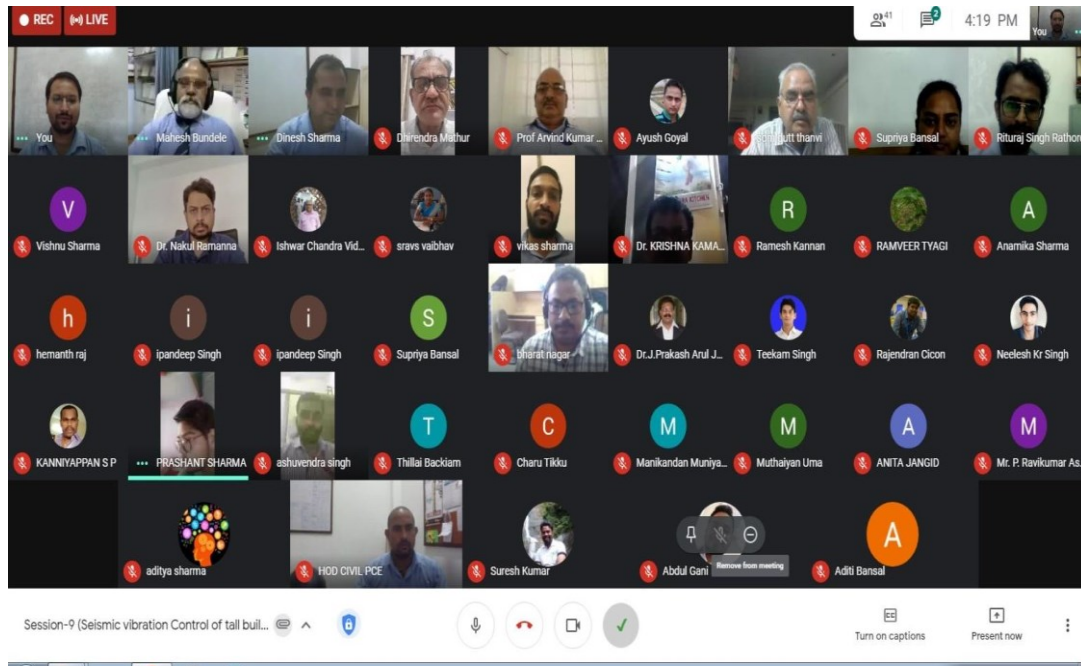 REC
LIVE
41
2
4:19 PM
You
You
Mahesh Bundele
Dinesh Sharma
Dhirendra Mathur
Prof Arvind Kumar ...
Ayush Goyal
thanvi
Supriya Bansal
Rituraj Singh Rathor
V
Vishnu Sharma
Dr. Nakul Ramanna
Ishwar Chandra Vid...
sravs vaibhav
vikas sharma
KITCHEN
Dr. KRISHNA KAMA...
R
Ramesh Kannan
RAMVEER TYAGI
A
Anamika Sharma
h
hemanth raj
i
ipandeep Singh
i
ipandeep Singh
S
Supriya Bansal
bharat nagar
Dr.J.Prakash Arul J...
Teekam Singh
Rajendran Cicon
Neelesh Kr Singh
KANNIYAPPAN S P
PRASHANT SHARMA
ashuvendra singh
T
Thillai Backiam
C
Charu Tikku
M
Manikandan Muniya...
M
Muthaiyan Uma
A
ANITA JANGID
M
Mr. P. Ravikumar As.
aditya sharma
HOD CIVIL PCE
Suresh Kumar
Abdul Gani
Remove from meeting
A
Aditi Bansal
Session-9 (Seismic vibration Control of tall buil...
CC
Turn on captions
Present now